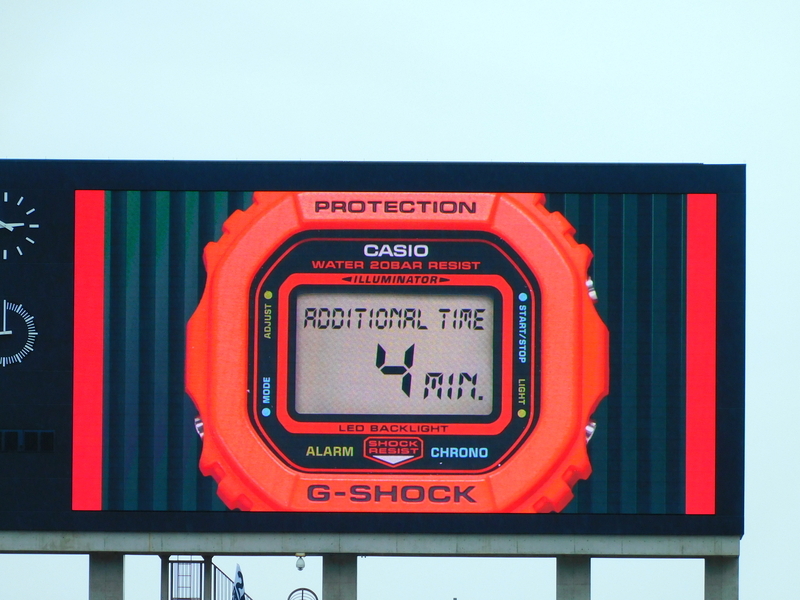 PROTECTION
CASIO
WATER 20BAR RESIST
ILLUMINATOR
ADJUST
START/STOP
ADDITIONAL TIME
4 MIN.
MODE
LIGHT
LED BACKLIGHT
ALARM
SHOCK
RESIST
CHRONO
G-SHOCK